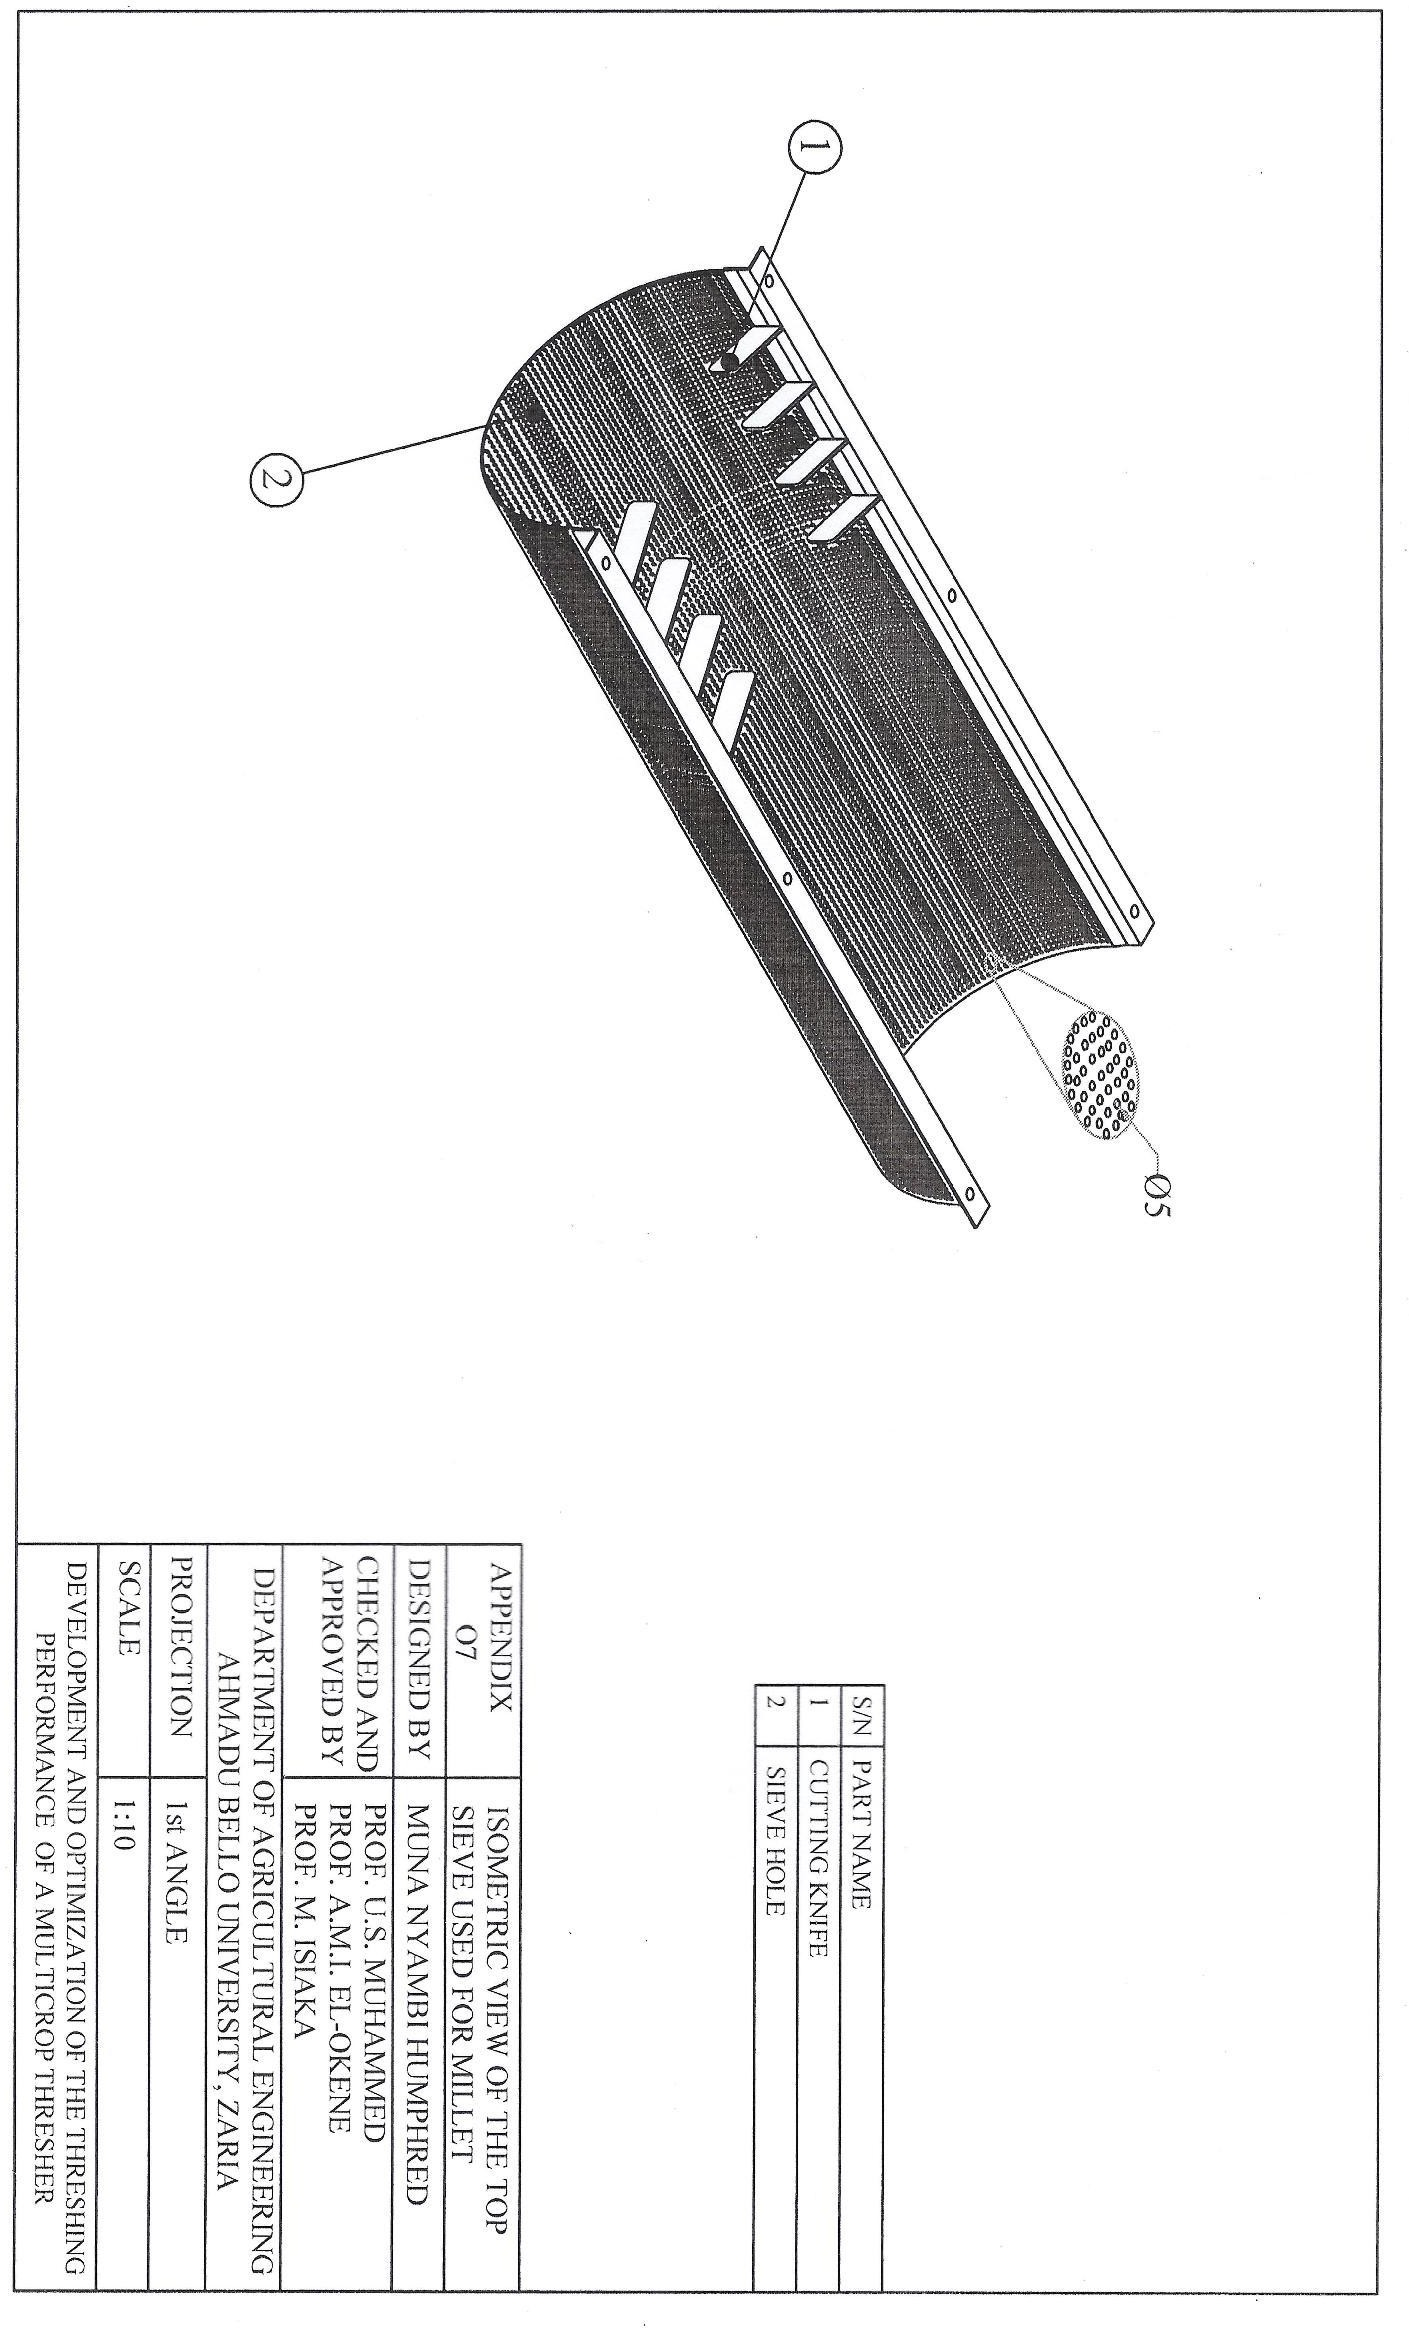 1
2
Ø5
S/N PART NAME
1 CUTTING KNIFE
2 SIEVE HOLE
APPENDIX
O7
ISOMETRIC VIEW OF THE TOP
SIEVE USED FOR MILLET
DESIGNED BY
MUNA NYAMBI HUMPHRED
CHECKED AND
APPROVED BY
PROF. U.S. MUHAMMED
PROF. A.M.I. EL-OKENE
PROF. M. ISIAKA
DEPARTMENT OF AGRICULTURAL ENGINEERING
AHMADU BELLO UNIVERSITY, ZARIA
PROJECTION
1st ANGLE
SCALE
1:10
DEVELOPMENT AND OPTIMIZATION OF THE THRESHING
PERFORMANCE OF A MULTICROP THRESHER